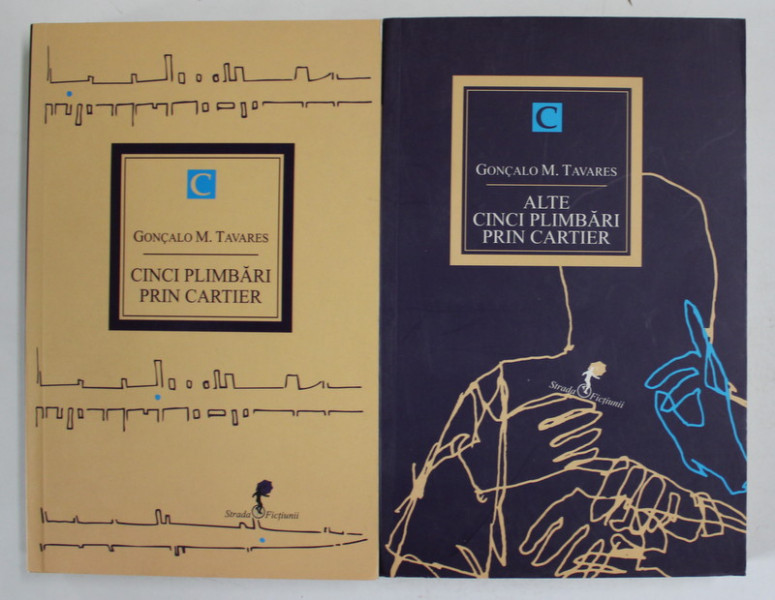 C
GONÇALO M. TAVARES
CINCI PLIMBĂRI
PRIN CARTIER
Strada Ficțiunii
C
GONÇALO M. TAVARES
ALTE
CINCI PLIMBĂRI
PRIN CARTIER
Strada Ficțiunii